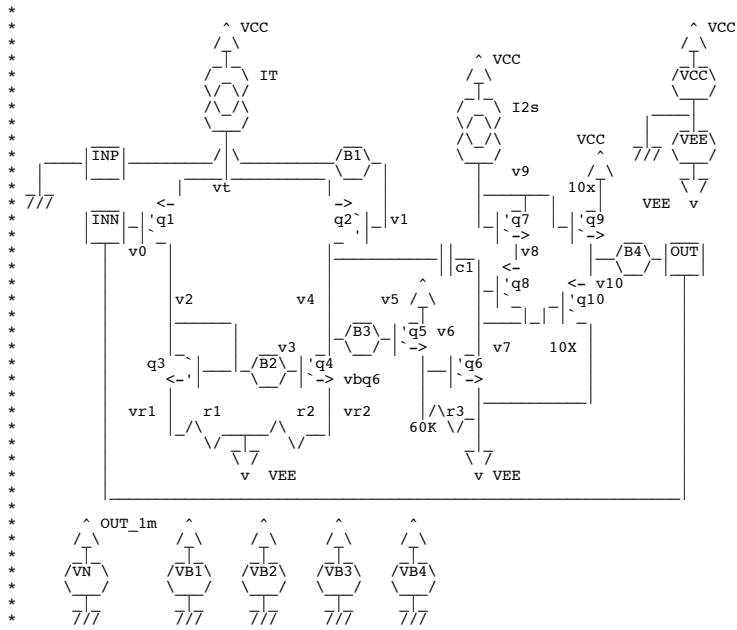 VCC VCC
VCC
IT VCC
I2s
VCC VEE
INP B1
v9
vt 10x
VEE v
INN q1 q2 v1 q7 q9
v0 v8 B4 OUT
c1
q8 v10
v2 v4 v5 q10
B3 q5 v6
v3 v7 10X
q3 B2 q4 q6
vbq6
vr1 r1 r2 vr2 r3
60K
v VEE v VEE
OUT_1m
VN VB1 VB2 VB3 VB4